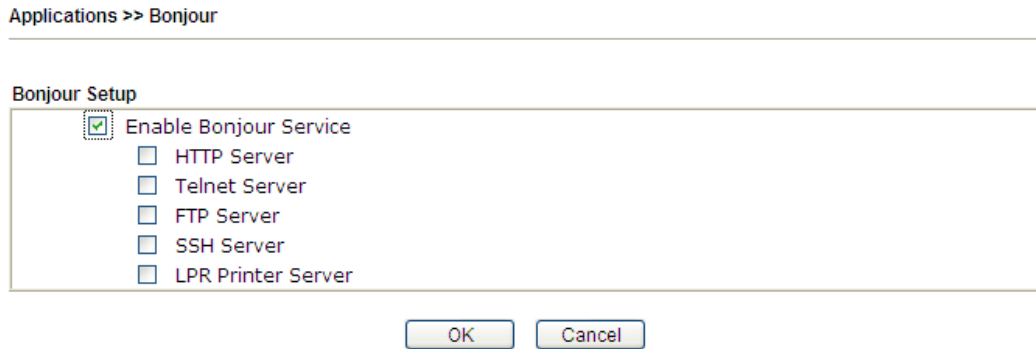 Applications >> Bonjour
Bonjour Setup
Enable Bonjour Service
HTTP Server
Telnet Server
FTP Server
SSH Server
LPR Printer Server
OK Cancel